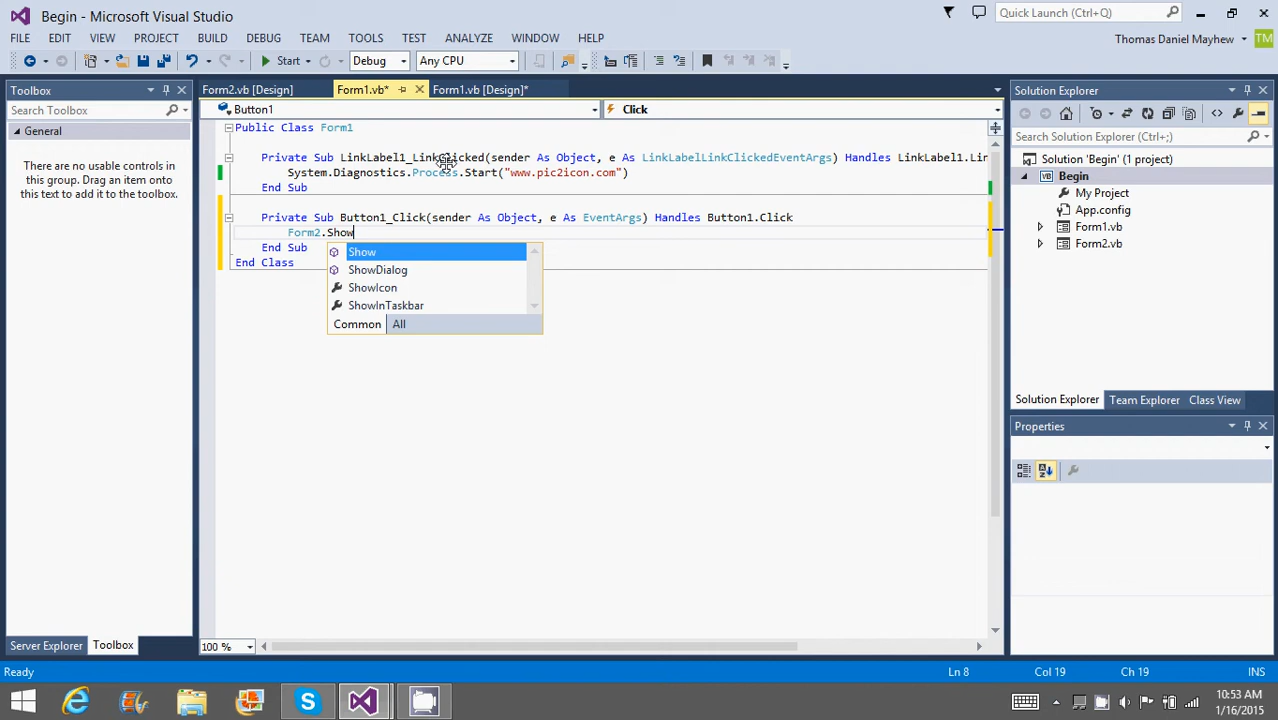 Begin - Microsoft Visual Studio
Quick Launch (Ctrl+Q)
FILE EDIT VIEW PROJECT BUILD DEBUG TEAM TOOLS TEST ANALYZE WINDOW HELP
Thomas Daniel Mayhew TM
Start Debug Any CPU
Toolbox
Form2.vb [Design] Form1.vb* Form1.vb [Design]*
Solution Explorer
Search Toolbox
Button1 Click
General
Public Class Form1
Search Solution Explorer (Ctrl+;)
There are no usable controls in
this group. Drag an item onto
this text to add it to the toolbox.
Private Sub LinkLabel1_LinkClicked(sender As Object, e As LinkLabelLinkClickedEventArgs) Handles LinkLabel1.Lin
System.Diagnostics.Process.Start("www.pic2icon.com")
End Sub
Private Sub Button1_Click(sender As Object, e As EventArgs) Handles Button1.Click
Form2.Show
End Sub
End Class
Show
ShowDialog
ShowIcon
ShowInTaskbar
Common All
Solution 'Begin' (1 project)
Begin
My Project
App.config
Form1.vb
Form2.vb
Solution Explorer Team Explorer Class View
Properties
Server Explorer Toolbox
100 %
Ready Ln 8 Col 19 Ch 19 INS
10:53 AM
1/16/2015